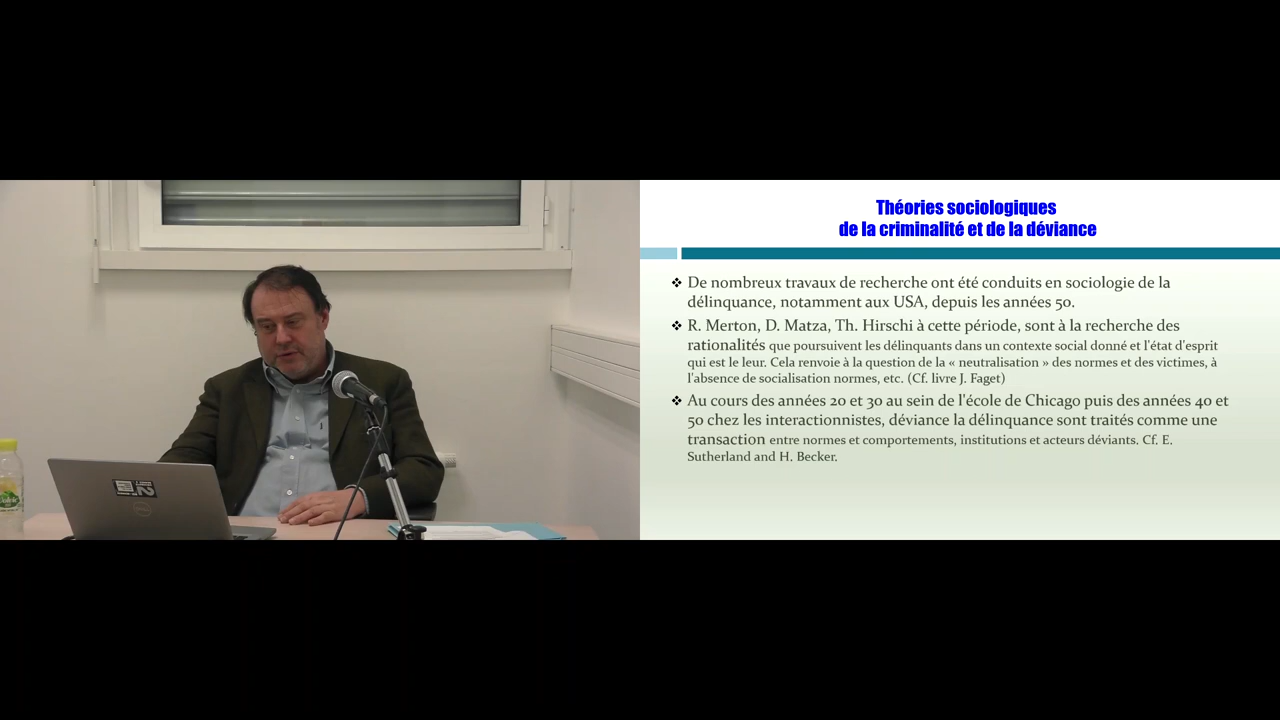 Théories sociologiques
de la criminalité et de la déviance
❖ De nombreux travaux de recherche ont été conduits en sociologie de la
délinquance, notamment aux USA, depuis les années 50.
❖ R. Merton, D. Matza, Th. Hirschi à cette période, sont à la recherche des
rationalités que poursuivent les délinquants dans un contexte social donné et l'état d'esprit
qui est le leur. Cela renvoie à la question de la « neutralisation » des normes et des victimes, à
l'absence de socialisation normes, etc. (Cf. livre J. Faget)
❖ Au cours des années 20 et 30 au sein de l'école de Chicago puis des années 40 et
50 chez les interactionnistes, déviance la délinquance sont traités comme une
transaction entre normes et comportements, institutions et acteurs déviants. Cf. E.
Sutherland and H. Becker.